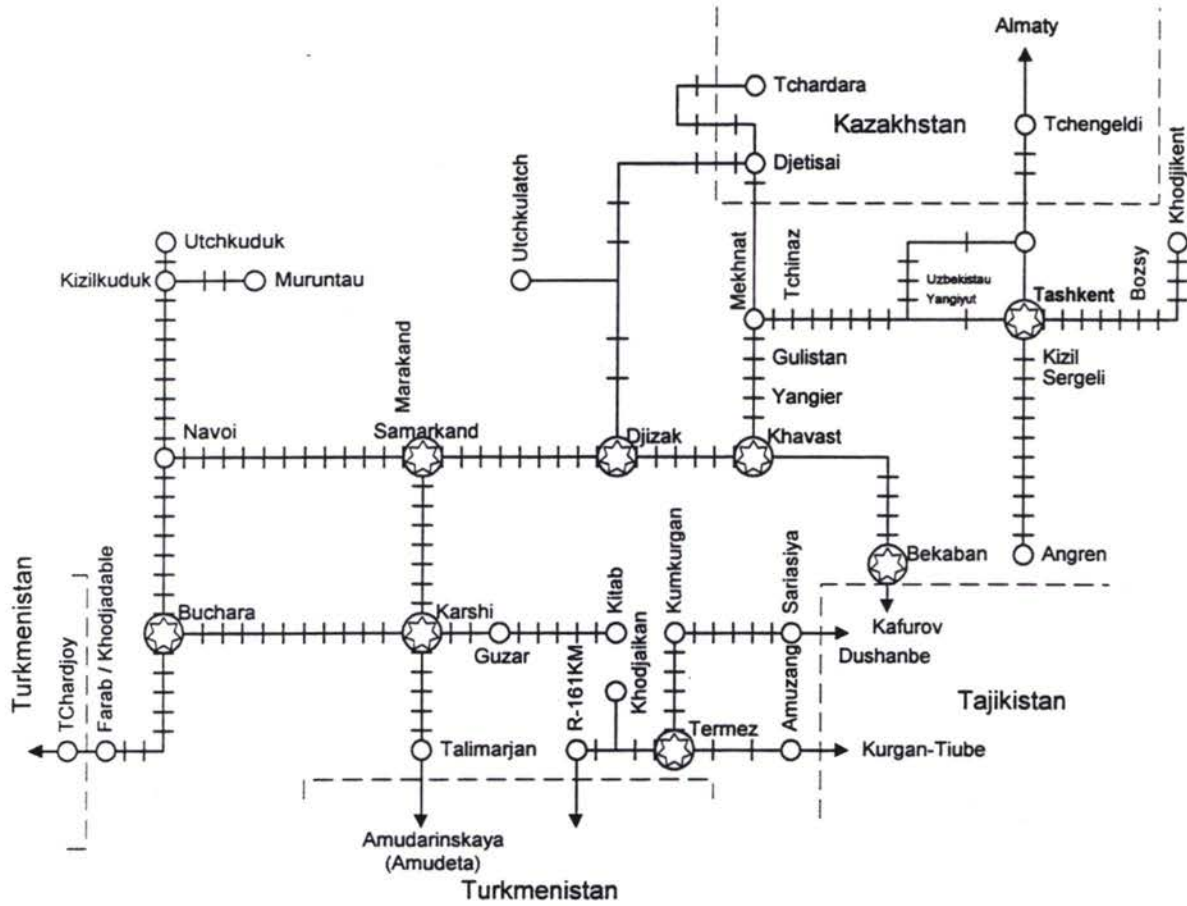 Almaty
Tchardara
Kazakhstan
Tchengeldi
Khodjikent
Djetisai
Utchkulatch
Utchkuduk
Mekhnat
Tchinaz
Bozsy
Kizilkuduk
Muruntau
Uzbekistau
Yangiyut
Tashkent
Gulistan
Kizil
Sergeli
Marakand
Yangier
Navoi
Samarkand
Djizak
Khavast
Kumkurgan
Sariasiya
Bekaban
Angren
Turkmenistan
Farab / Khodjadable
Buchara
Karshi
Kitab
Kafurov
Guzar
Khodjaikan
Dushanbe
TChardjoy
R-161KM
Amuzang
Tajikistan
Talimarjan
Termez
Kurgan-Tiube
Amudarinskaya
(Amudeta)
Turkmenistan